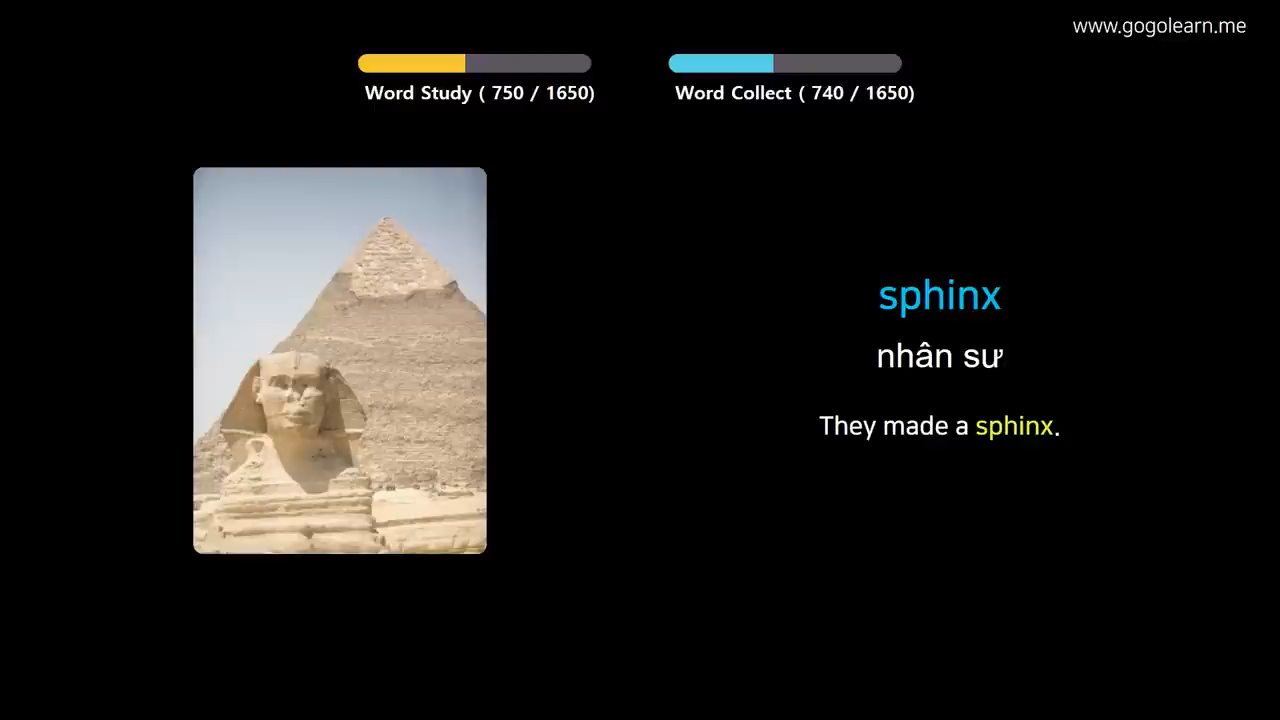 www.gogolearn.me
Word Study ( 750 / 1650)
Word Collect ( 740 / 1650)
sphinx
nhân sư
They made a sphinx.